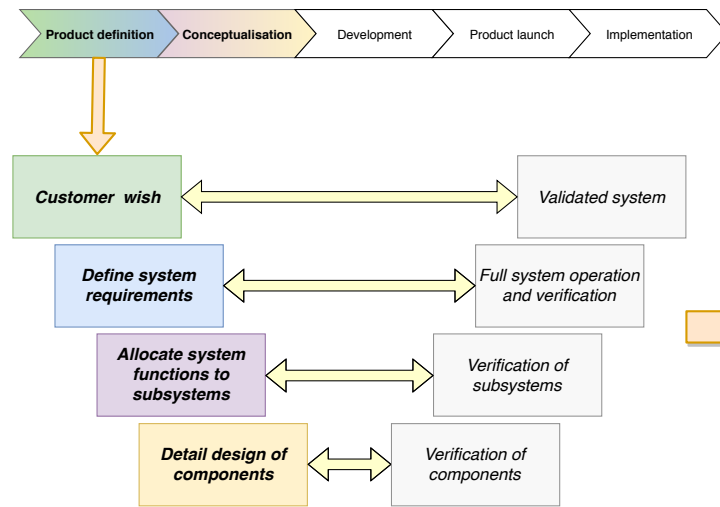 Product definition
Conceptualisation
Development
Product launch
Implementation
Customer wish
Validated system
Define system
requirements
Full system operation
and verification
Allocate system
functions to
subsystems
Verification of
subsystems
Detail design of
components
Verification of
components